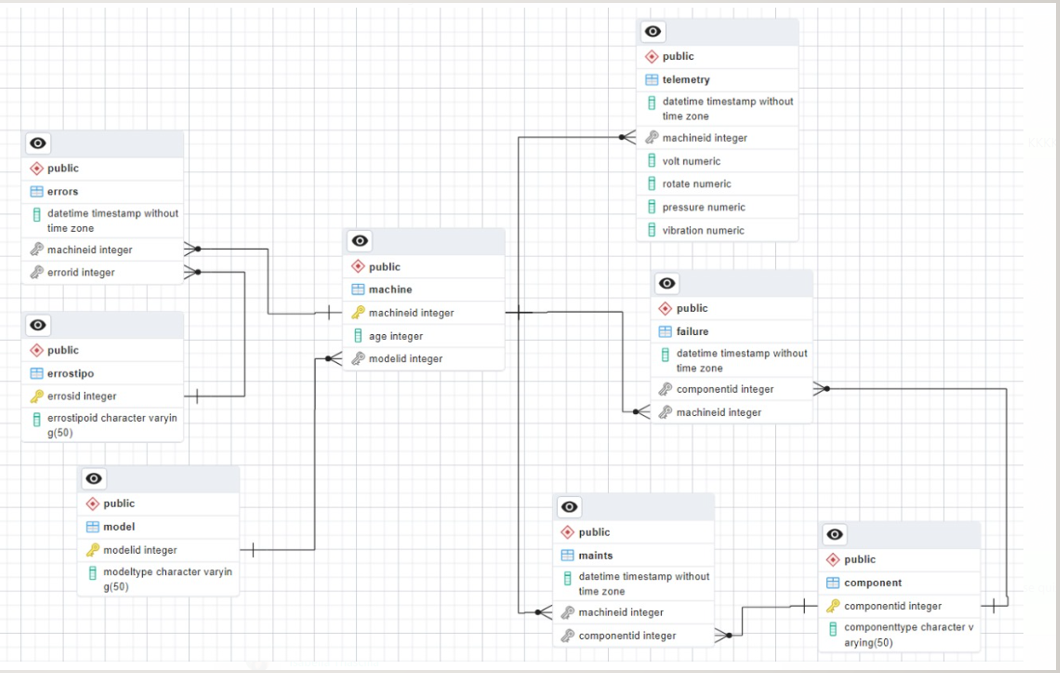 public
telemetry
datetime timestamp without
time zone
machineid integer
volt numeric
rotate numeric
pressure numeric
vibration numeric
public
errors
datetime timestamp without
time zone
machineid integer
errorid integer
public
errostipo
errosid integer
errostipoid character varyin
g(50)
public
machine
machineid integer
age integer
modelid integer
public
failure
datetime timestamp without
time zone
componentid integer
machineid integer
public
model
modelid integer
modeltype character varyin
g(50)
public
maints
datetime timestamp without
time zone
machineid integer
componentid integer
public
component
componentid integer
componenttype character v
arying(50)